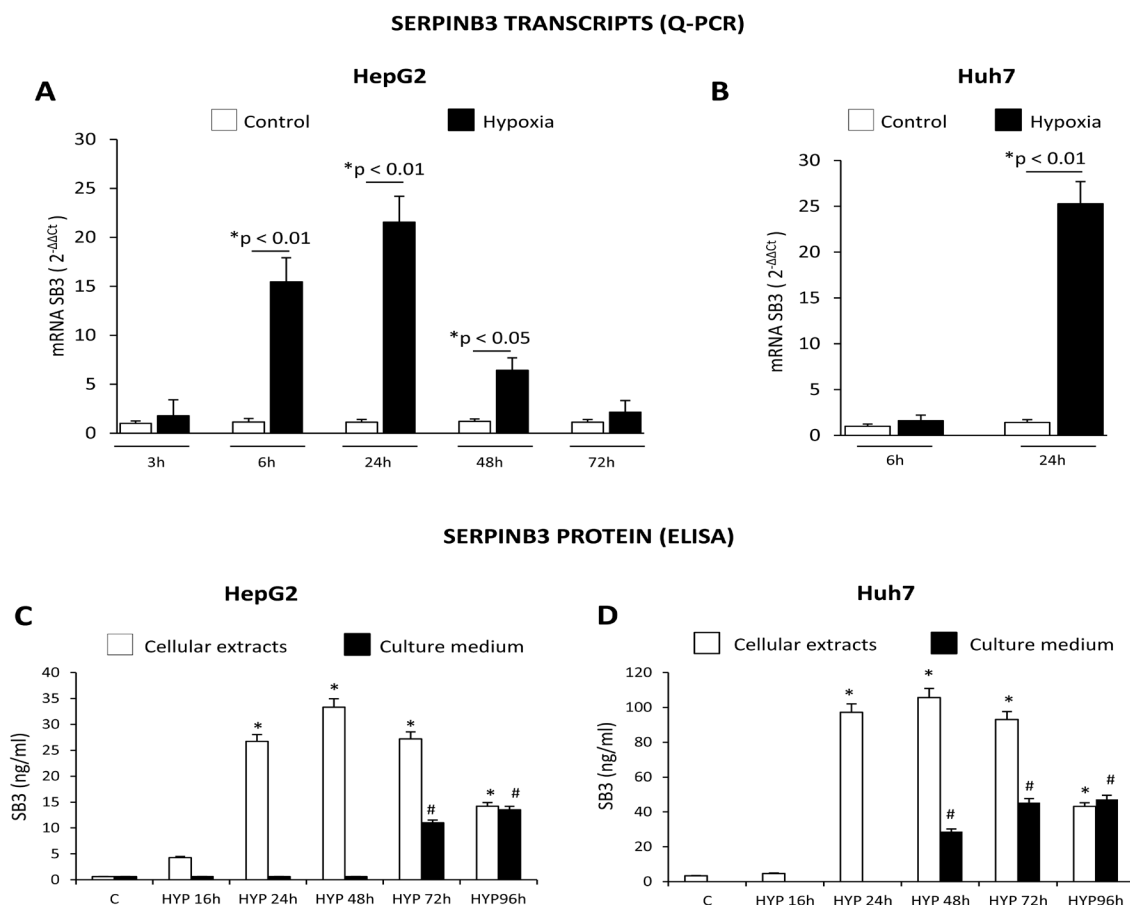 SERPINB3 TRANSCRIPTS (Q-PCR)
A
HepG2
Control
Hypoxia
mRNA SB3 ( 2^-ΔΔCt)
30
25
20
15
10
5
0
*p < 0.01
*p < 0.01
*p < 0.05
3h
6h
24h
48h
72h
B
Huh7
Control
Hypoxia
mRNA SB3 ( 2^-ΔΔCt)
30
25
20
15
10
5
0
*p < 0.01
6h
24h
SERPINB3 PROTEIN (ELISA)
C
HepG2
Cellular extracts
Culture medium
SB3 (ng/ml)
40
35
30
25
20
15
10
5
0
*
*
*
#
*
#
C
HYP 16h
HYP 24h
HYP 48h
HYP 72h
HYP96h
D
Huh7
Cellular extracts
Culture medium
SB3 (ng/ml)
120
100
80
60
40
20
0
*
*
#
*
#
*
#
C
HYP 16h
HYP 24h
HYP 48h
HYP 72h
HYP96h